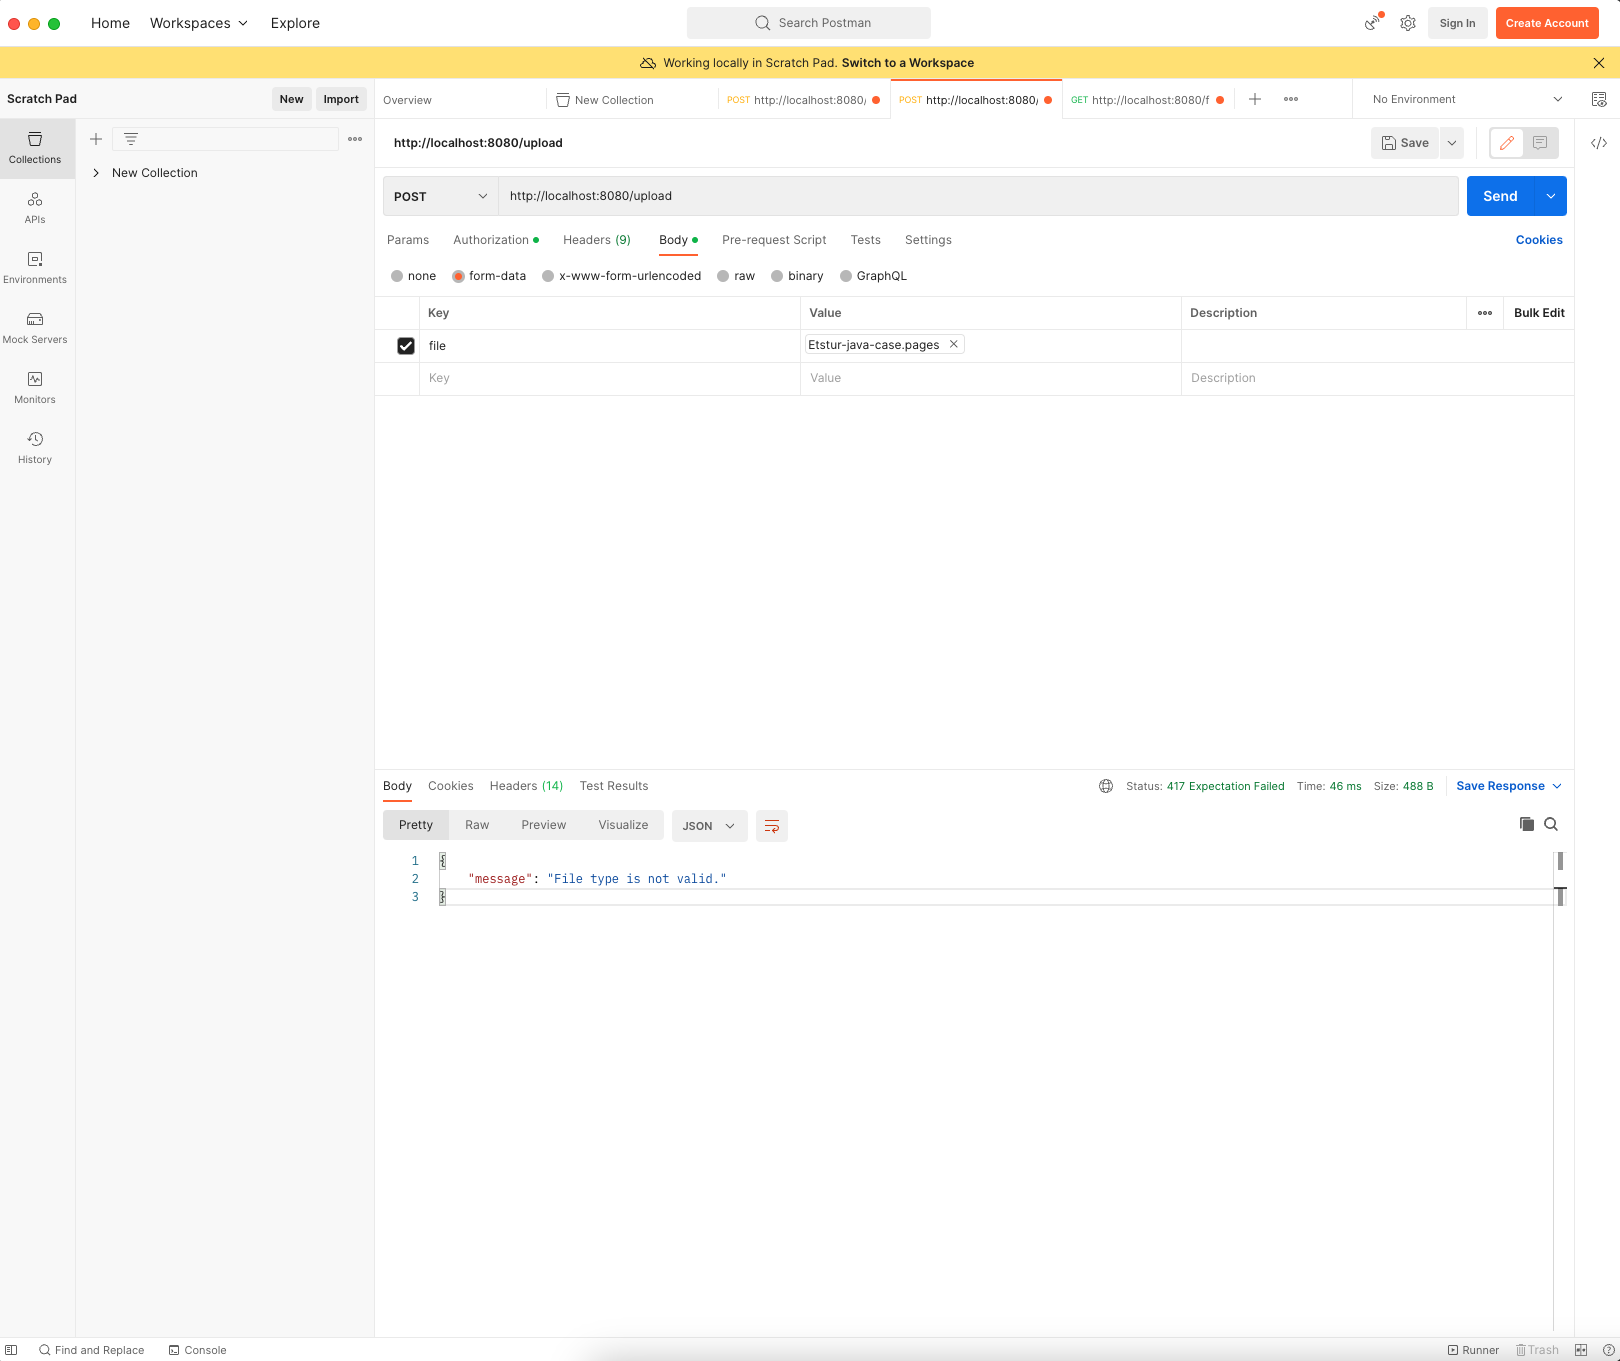 Home Workspaces Explore Search Postman Sign In Create Account
Working locally in Scratch Pad. Switch to a Workspace
Scratch Pad New Import Overview New Collection POST http://localhost:8080/ POST http://localhost:8080/ GET http://localhost:8080/f No Environment
Collections
New Collection
APIs
Environments
Mock Servers
Monitors
History
http://localhost:8080/upload Save
POST http://localhost:8080/upload Send
Params Authorization Headers (9) Body Pre-request Script Tests Settings Cookies
none form-data x-www-form-urlencoded raw binary GraphQL
Key Value Description Bulk Edit
file Etstur-java-case.pages
Key Value Description
Body Cookies Headers (14) Test Results Status: 417 Expectation Failed Time: 46 ms Size: 488 B Save Response
Pretty Raw Preview Visualize JSON
1 {
2 "message": "File type is not valid."
3 }
Find and Replace Console Runner Trash